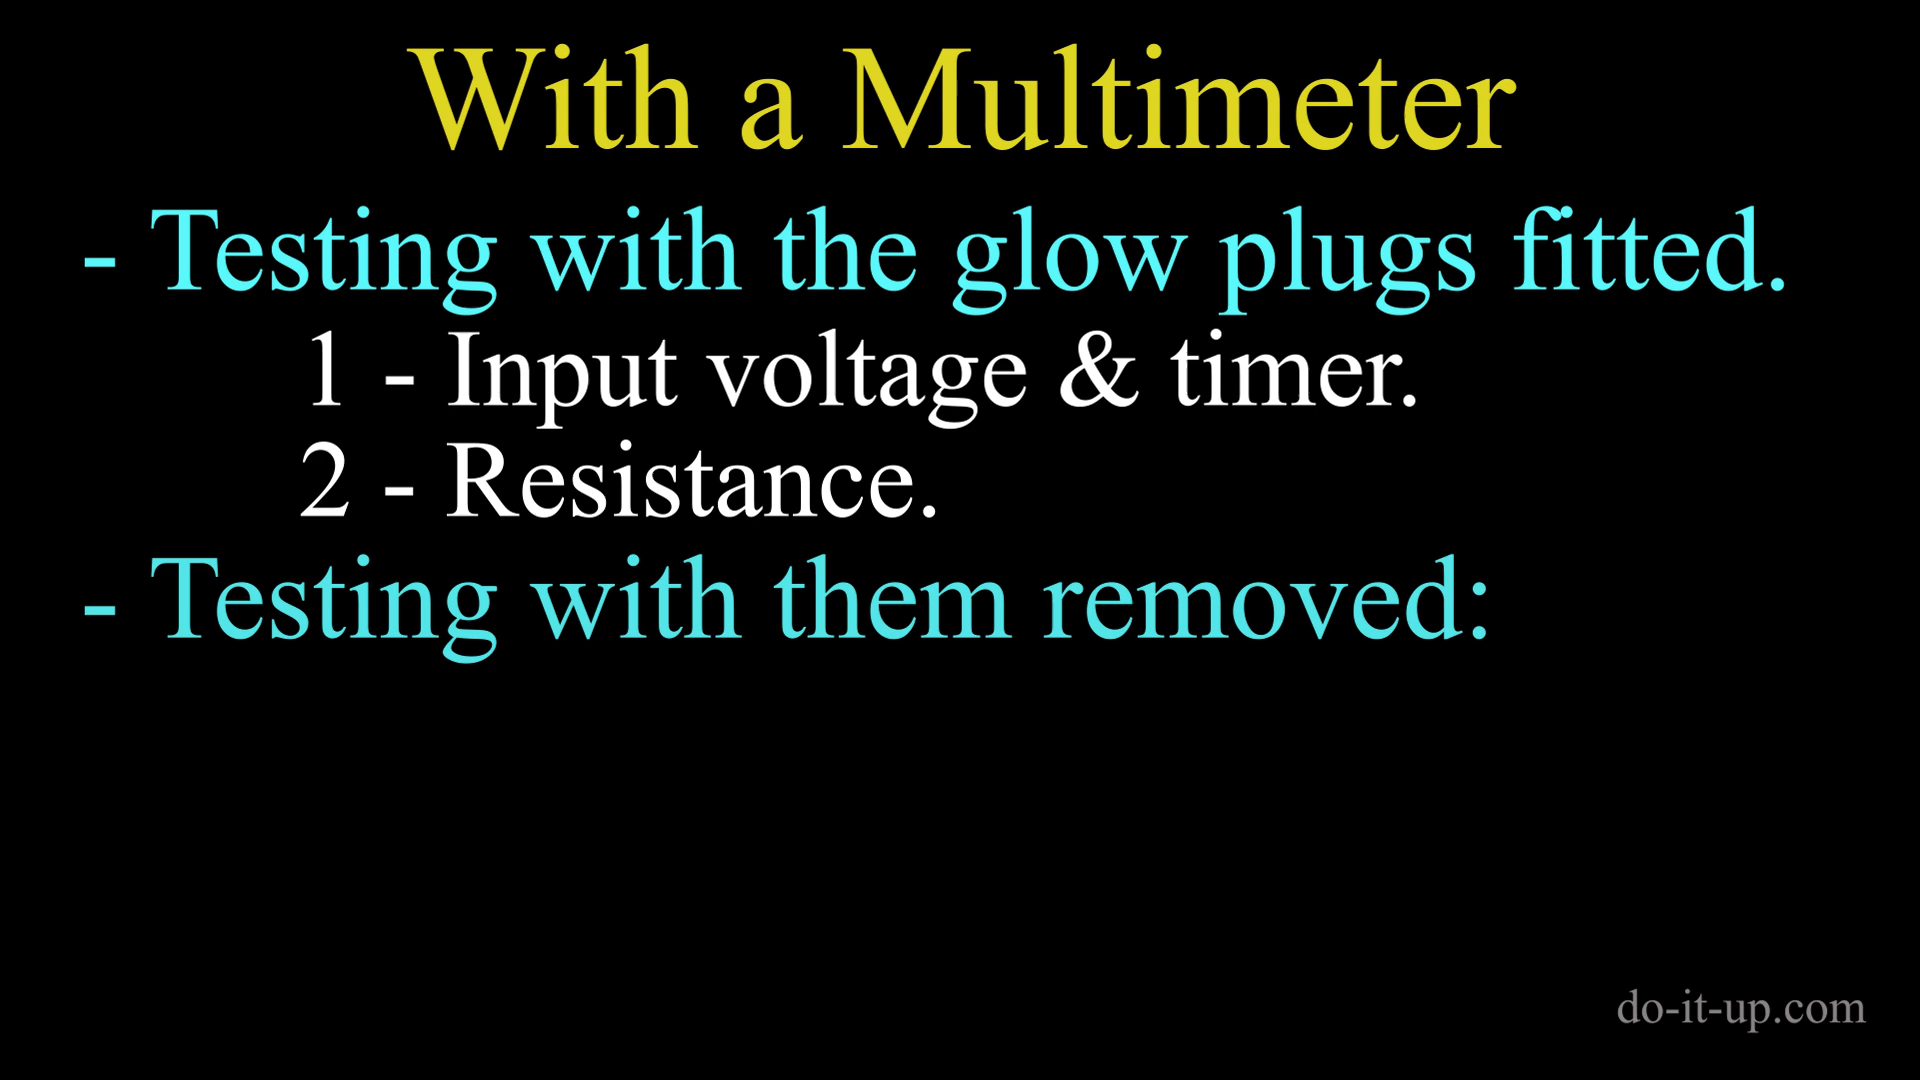 With a Multimeter
- Testing with the glow plugs fitted.
1 - Input voltage & timer.
2 - Resistance.
- Testing with them removed:
do-it-up.com